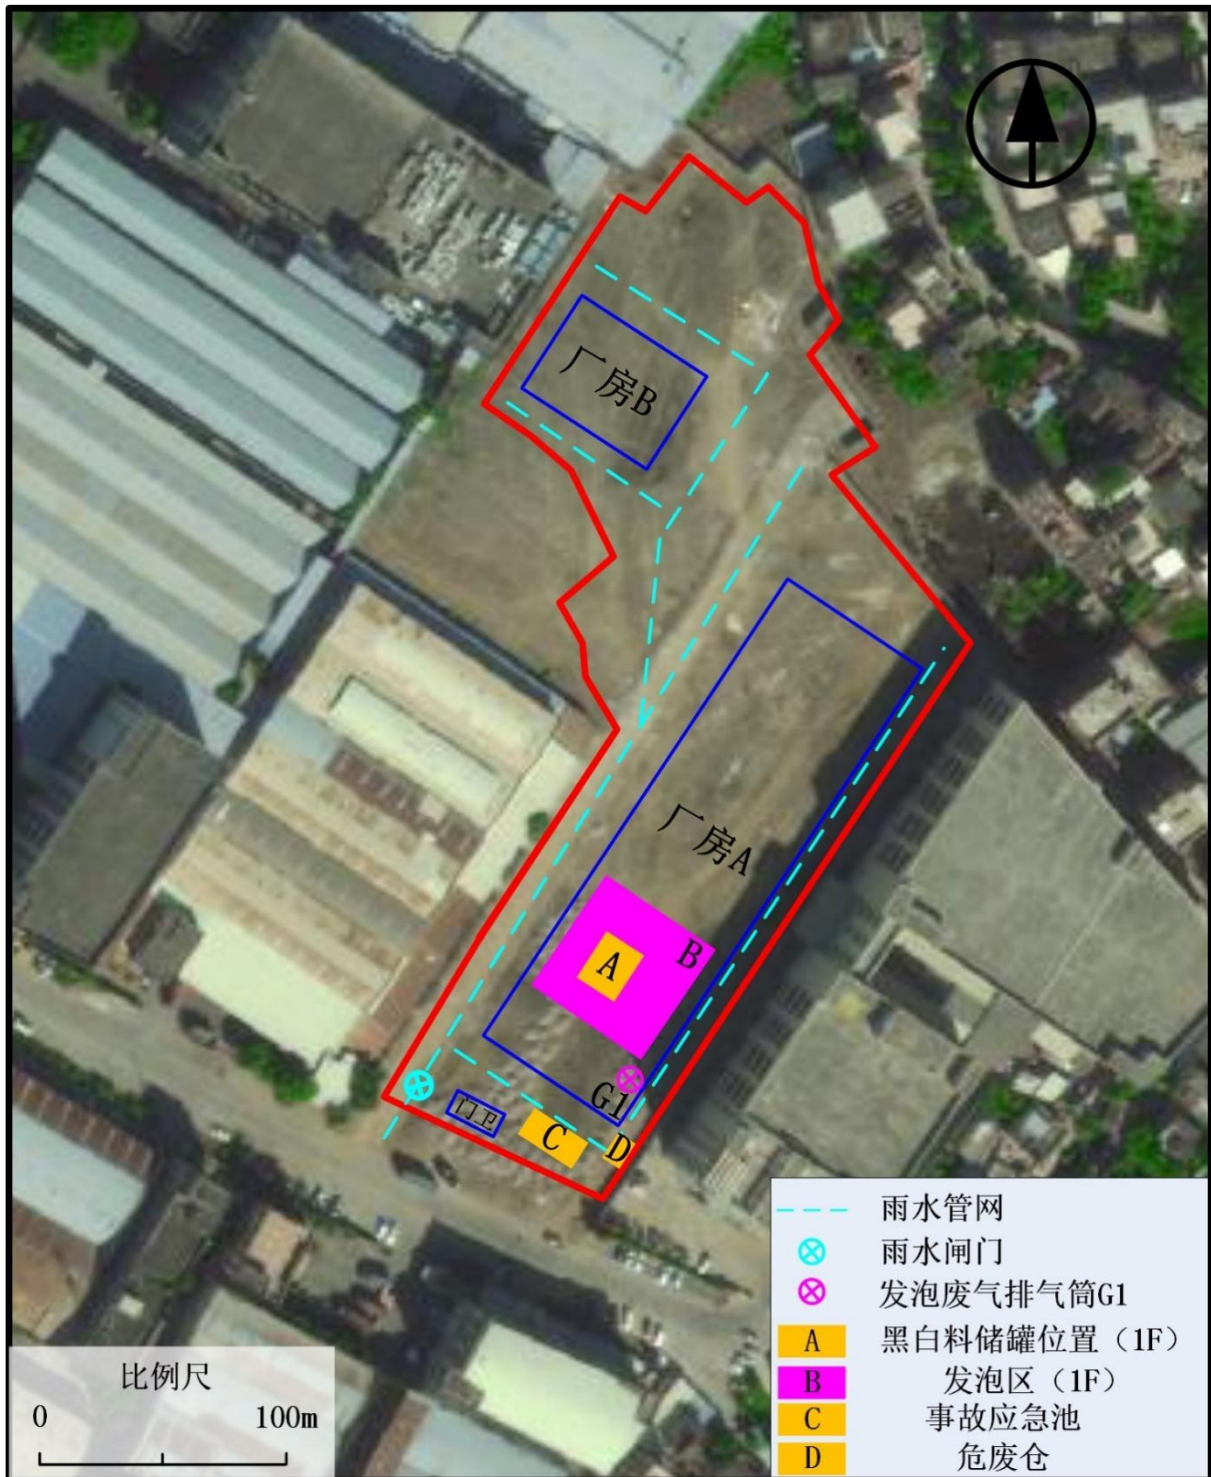 厂房B
厂房A
B
A
G1
门卫
C
D
雨水管网
雨水闸门
发泡废气排气筒G1
A 黑白料储罐位置（1F）
B 发泡区（1F）
C 事故应急池
D 危废仓
比例尺
0 100m